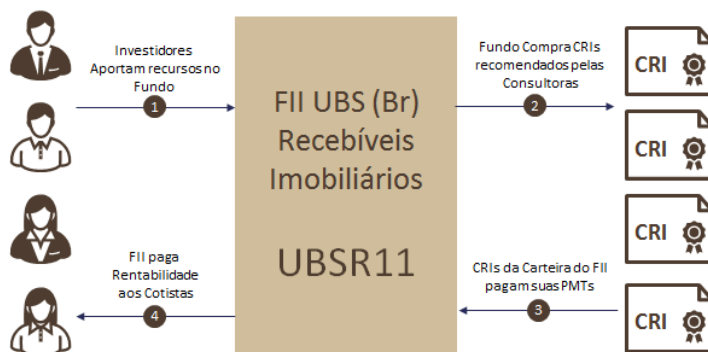 Investidores
Aportam recursos no
Fundo
1
FII UBS (Br)
Recebíveis
Imobiliários
UBSR11
Fundo Compra CRIs
recomendados pelas
Consultoras
2
CRI
CRI
CRI
CRI
CRIs da Carteira do FII
pagam suas PMTs
3
FII paga
Rentabilidade
aos Cotistas
4